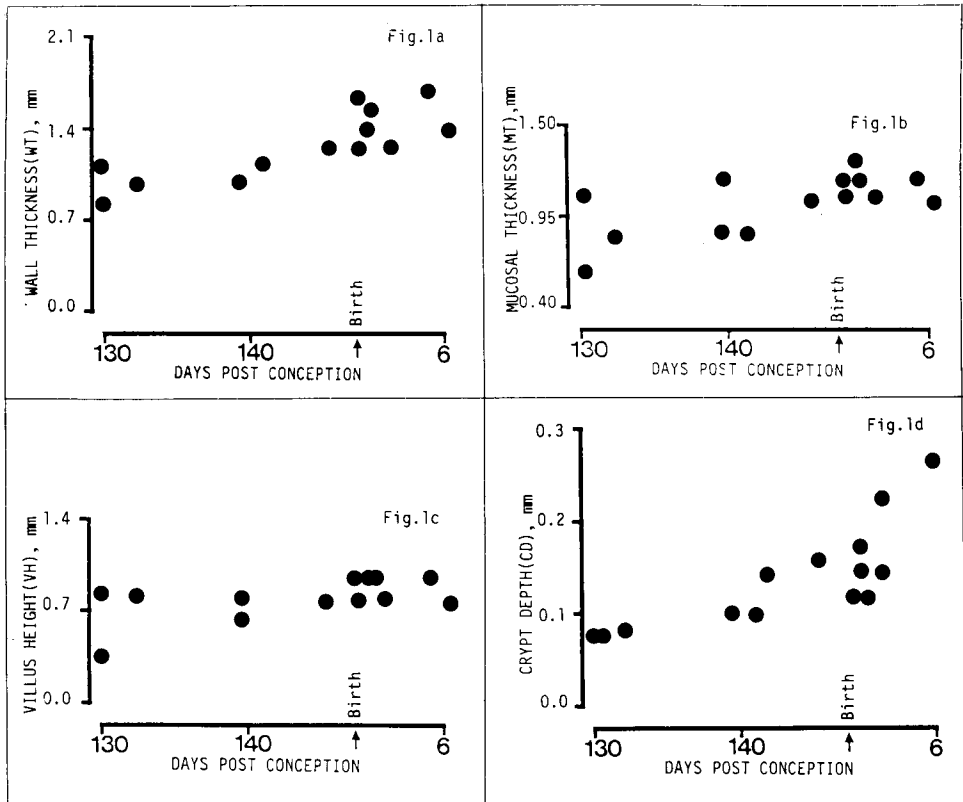 Fig.1a
WALL THICKNESS(WT), mm
2.1
1.4
0.7
0.0
Birth
130 140 6
DAYS POST CONCEPTION
Fig.1b
MUCOSAL THICKNESS(MT),mm
1.50
0.95
0.40
Birth
130 140 6
DAYS POST CONCEPTION
Fig.1c
VILLUS HEIGHT(VH), mm
1.4
0.7
0.0
Birth
130 140 6
DAYS POST CONCEPTION
Fig.1d
CRYPT DEPTH(CD), mm
0.3
0.2
0.1
0.0
Birth
130 140 6
DAYS POST CONCEPTION